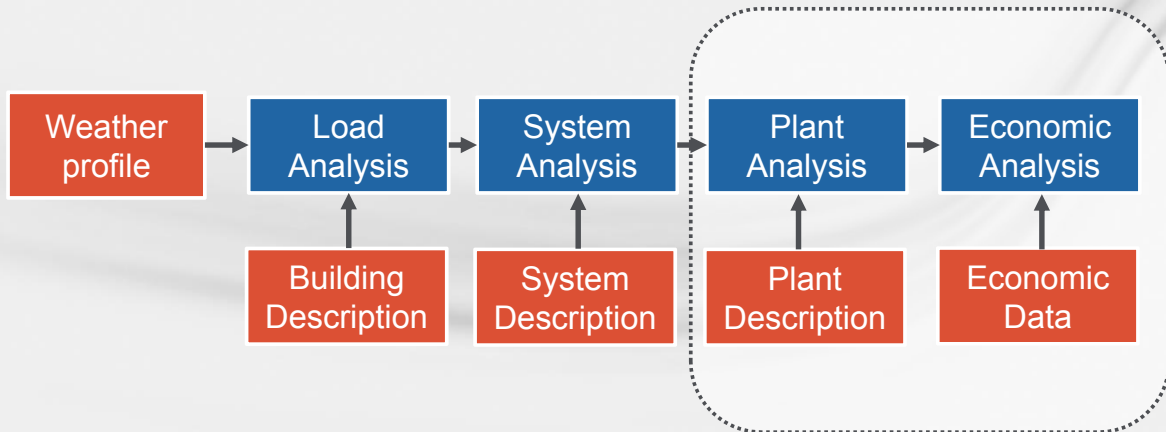 Weather
profile
Load
Analysis
System
Analysis
Plant
Analysis
Economic
Analysis
Building
Description
System
Description
Plant
Description
Economic
Data